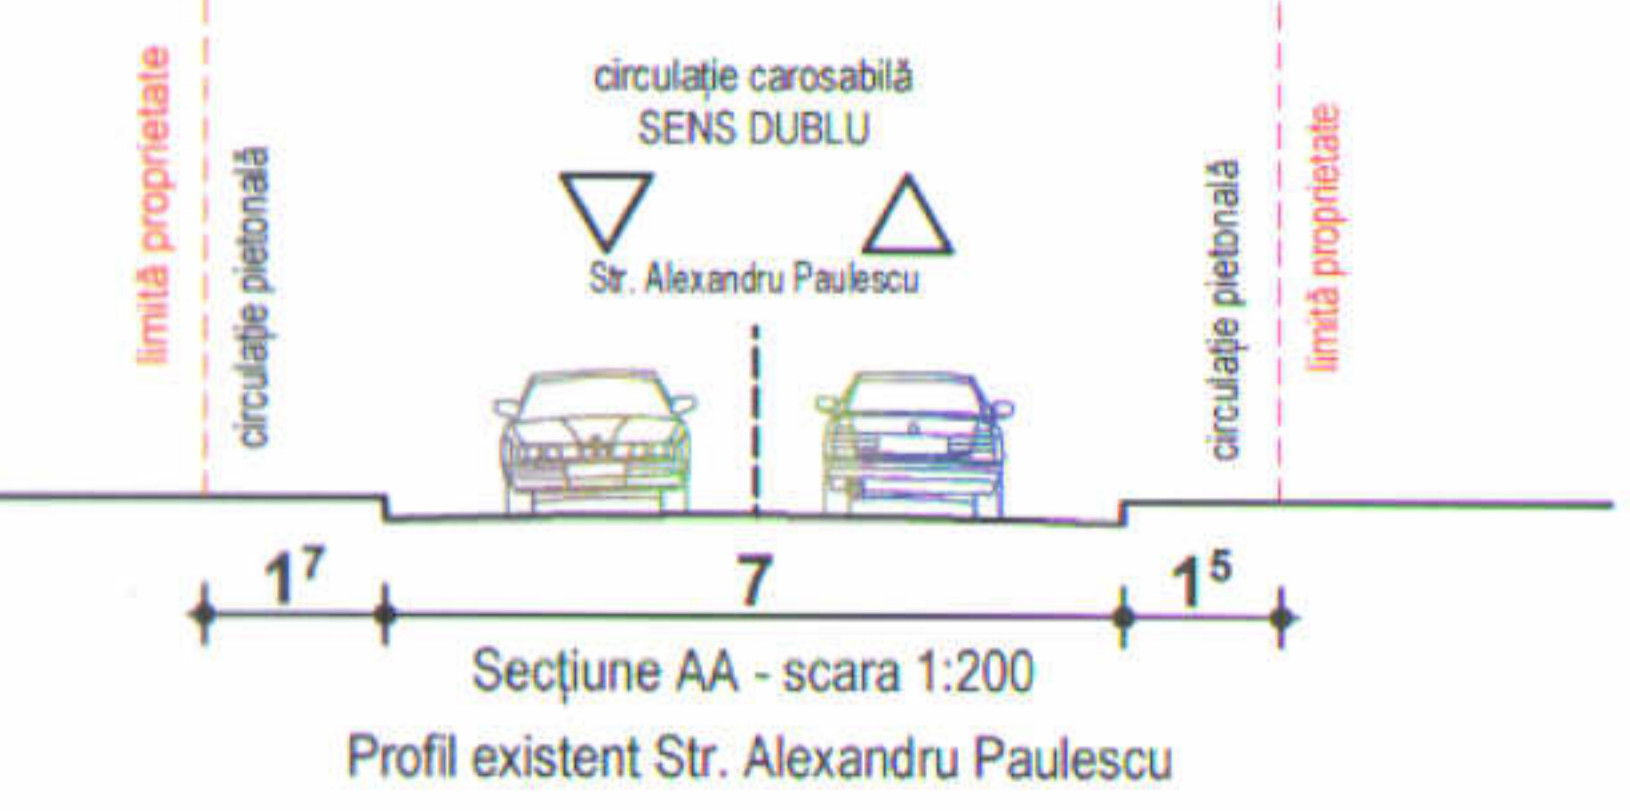 limită proprietate
circulație pietonală
circulație carosabilă
SENS DUBLU
Str. Alexandru Paulescu
circulație pietonală
limită proprietate
1⁷
7
1⁵
Secțiune AA - scara 1:200
Profil existent Str. Alexandru Paulescu